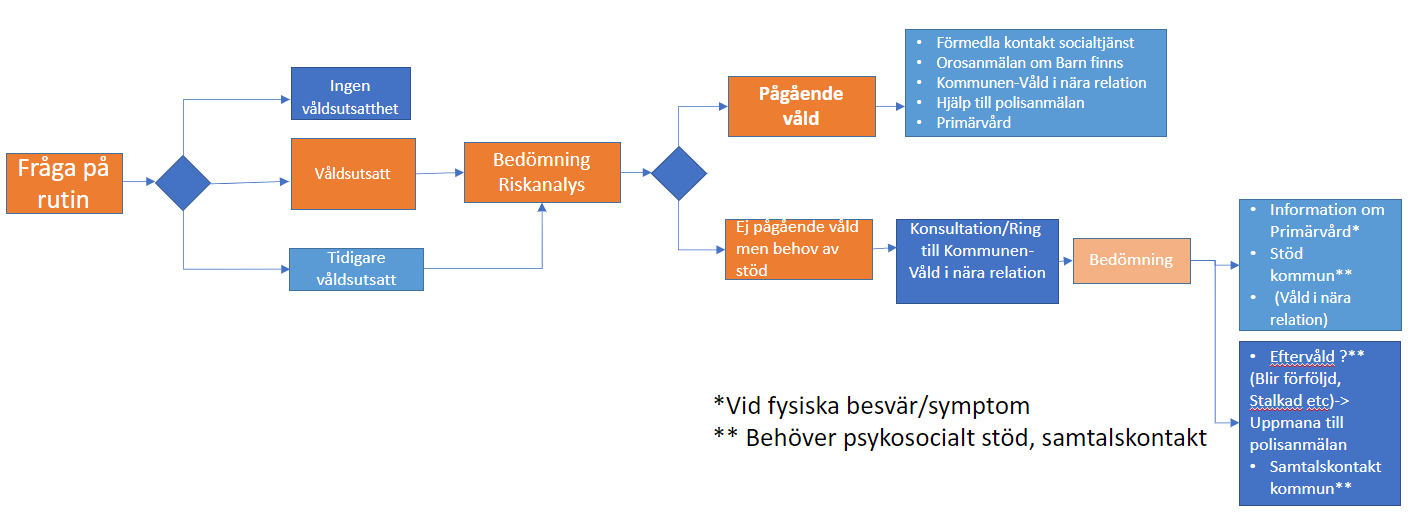 Fråga på
rutin
Ingen
våldsutsatthet
Våldsutsatt
Tidigare
våldsutsatt
Bedömning
Riskanalys
Pågående
våld
• Förmedla kontakt socialtjänst
• Orosanmälan om Barn finns
• Kommunen-Våld i nära relation
• Hjälp till polisanmälan
• Primärvård
Ej pågående våld
men behov av
stöd
Konsultation/Ring
till Kommunen-
Våld i nära relation
Bedömning
• Information om
Primärvård*
• Stöd
kommun**
• (Våld i nära
relation)
• Eftervåld ?**
(Blir förföljd,
Stalkad etc)->
Uppmana till
polisanmälan
• Samtalskontakt
kommun**
*Vid fysiska besvär/symptom
** Behöver psykosocialt stöd, samtalskontakt